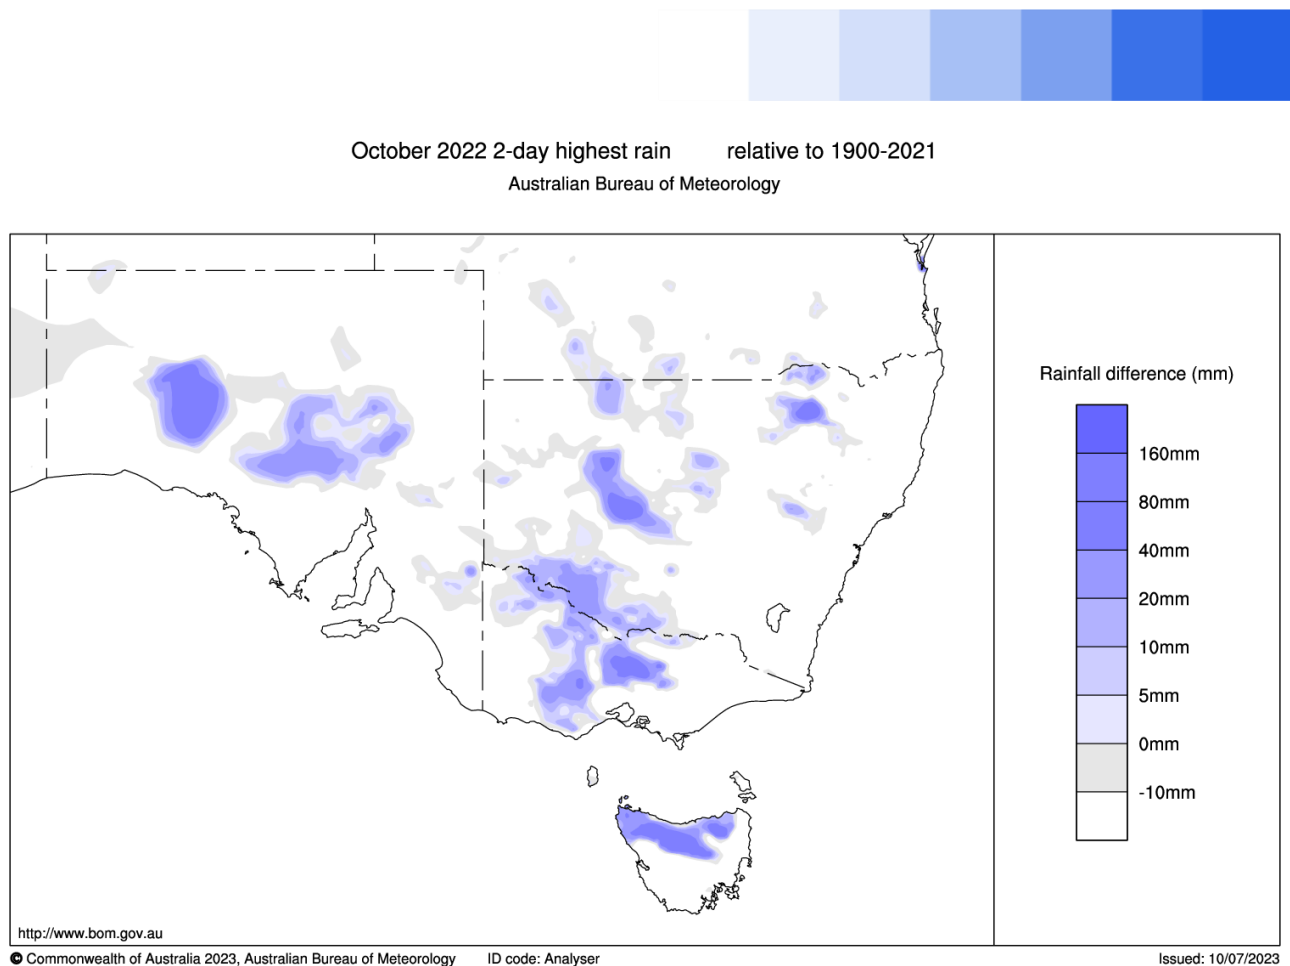 October 2022 2-day highest rain relative to 1900-2021
Australian Bureau of Meteorology
Rainfall difference (mm)
160mm
80mm
40mm
20mm
10mm
5mm
0mm
-10mm
http://www.bom.gov.au
© Commonwealth of Australia 2023, Australian Bureau of Meteorology ID code: Analyser Issued: 10/07/2023